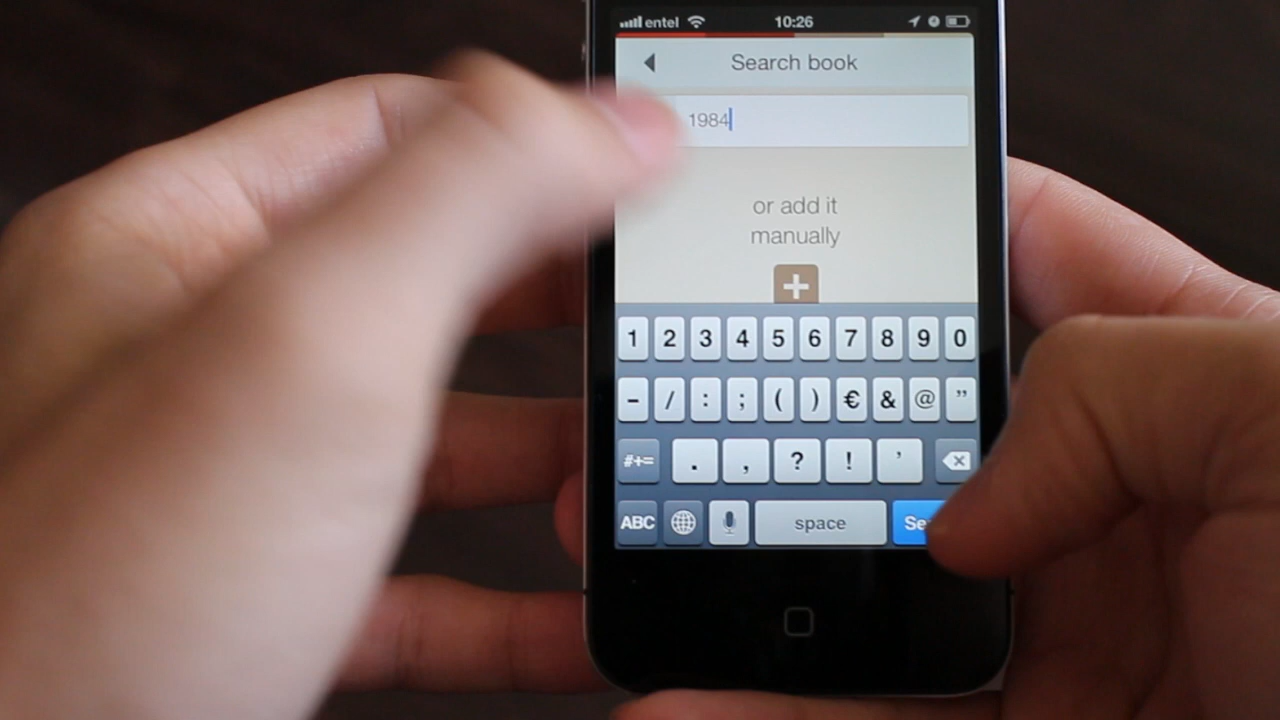 entel 10:26
Search book
1984
or add it
manually
+
1 2 3 4 5 6 7 8 9 0
- / : ; ( ) € & @ ”
#+= . , ? ! ’
ABC space